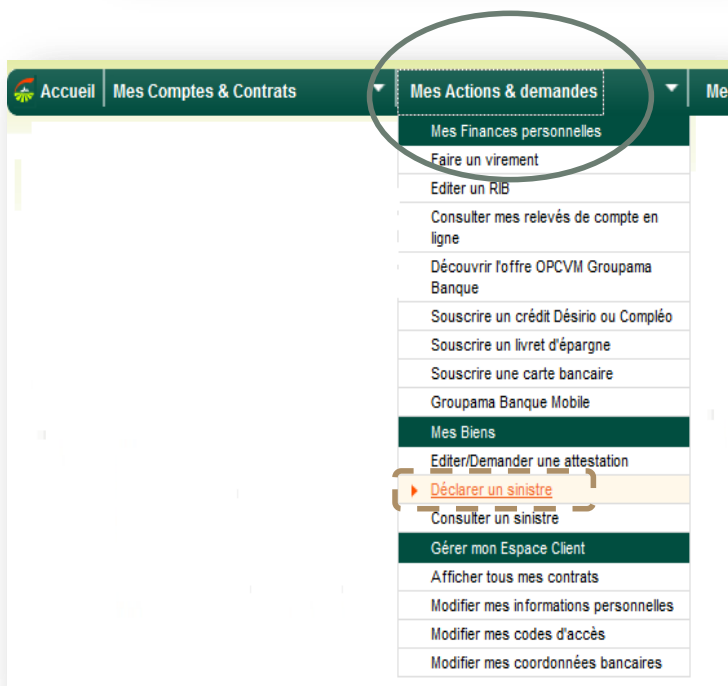 Accueil Mes Comptes & Contrats Mes Actions & demandes Me
Mes Finances personnelles
Faire un virement
Editer un RIB
Consulter mes relevés de compte en
ligne
Découvrir l'offre OPCVM Groupama
Banque
Souscrire un crédit Désirio ou Compléo
Souscrire un livret d'épargne
Souscrire une carte bancaire
Groupama Banque Mobile
Mes Biens
Editer/Demander une attestation
Déclarer un sinistre
Consulter un sinistre
Gérer mon Espace Client
Afficher tous mes contrats
Modifier mes informations personnelles
Modifier mes codes d'accès
Modifier mes coordonnées bancaires